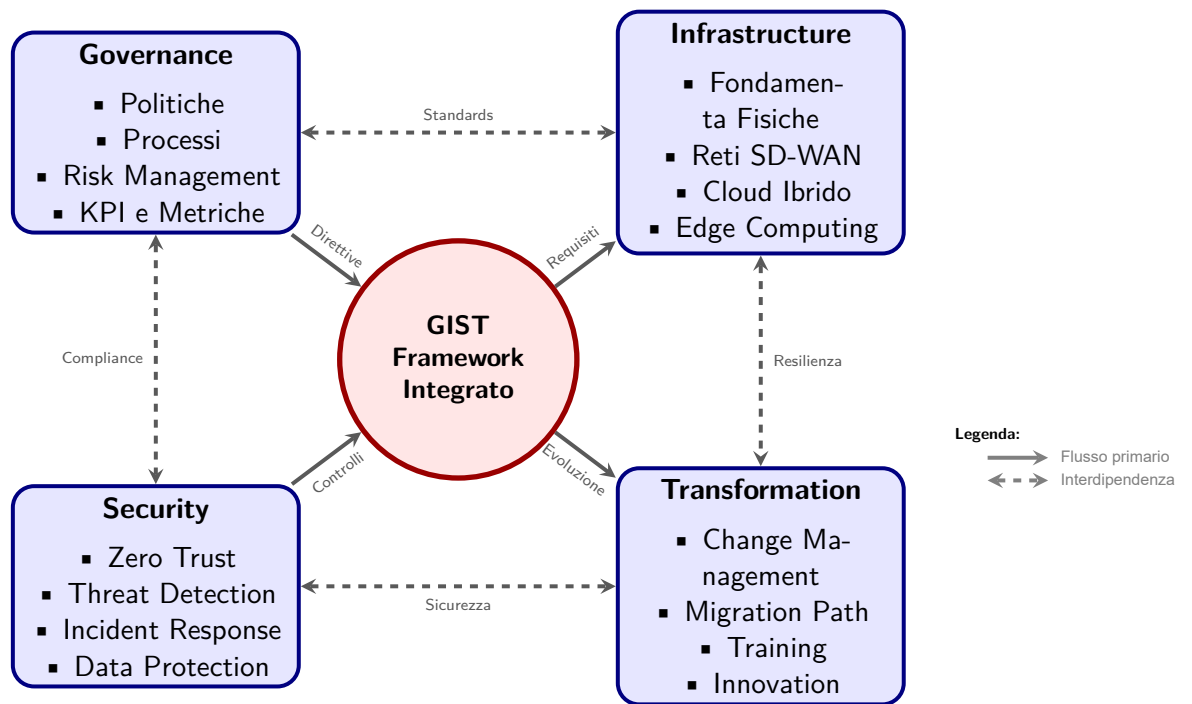 Governance
▪ Politiche
▪ Processi
▪ Risk Management
▪ KPI e Metriche
Standards
Infrastructure
▪ Fondamen-
ta Fisiche
▪ Reti SD-WAN
▪ Cloud Ibrido
▪ Edge Computing
Direttive
Requisiti
Compliance
GIST
Framework
Integrato
Resilienza
Controlli
Evoluzione
Legenda:
Flusso primario
Interdipendenza
Security
▪ Zero Trust
▪ Threat Detection
▪ Incident Response
▪ Data Protection
Sicurezza
Transformation
▪ Change Ma-
nagement
▪ Migration Path
▪ Training
▪ Innovation